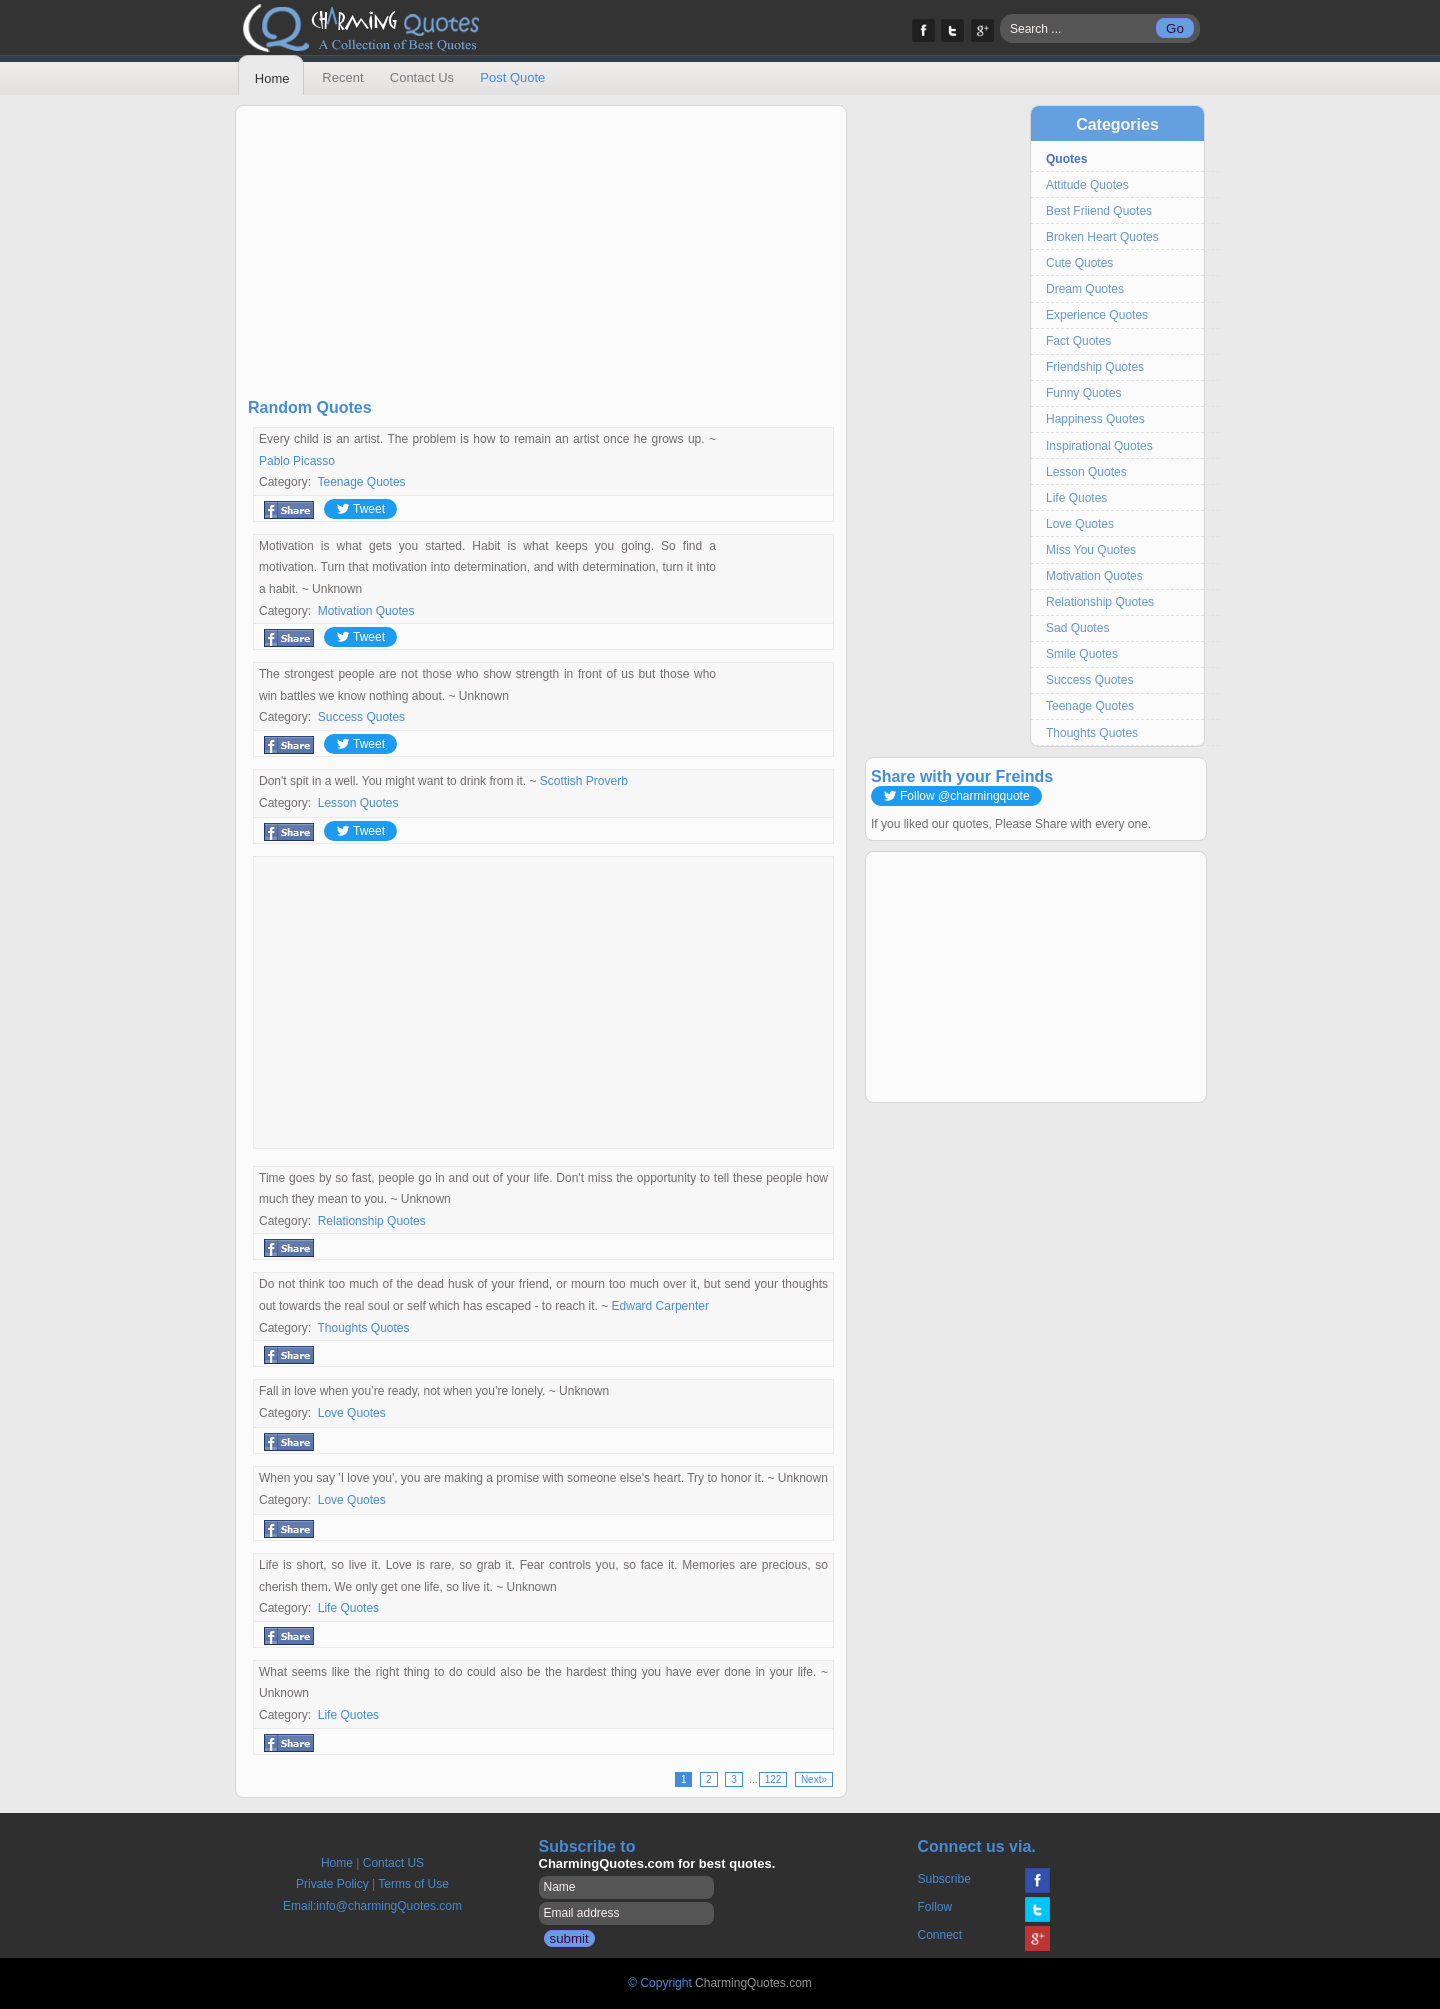 CHARMING Quotes
A Collection of Best Quotes
Search ...
Go
Home
Recent
Contact Us
Post Quote
Random Quotes
Every child is an artist. The problem is how to remain an artist once he grows up. ~
Pablo Picasso
Category: Teenage Quotes
Share
Tweet
Motivation is what gets you started. Habit is what keeps you going. So find a
motivation. Turn that motivation into determination, and with determination, turn it into
a habit. ~ Unknown
Category: Motivation Quotes
Share
Tweet
The strongest people are not those who show strength in front of us but those who
win battles we know nothing about. ~ Unknown
Category: Success Quotes
Share
Tweet
Don't spit in a well. You might want to drink from it. ~ Scottish Proverb
Category: Lesson Quotes
Share
Tweet
Time goes by so fast, people go in and out of your life. Don't miss the opportunity to tell these people how
much they mean to you. ~ Unknown
Category: Relationship Quotes
Share
Do not think too much of the dead husk of your friend, or mourn too much over it, but send your thoughts
out towards the real soul or self which has escaped - to reach it. ~ Edward Carpenter
Category: Thoughts Quotes
Share
Fall in love when you're ready, not when you're lonely. ~ Unknown
Category: Love Quotes
Share
When you say 'I love you', you are making a promise with someone else's heart. Try to honor it. ~ Unknown
Category: Love Quotes
Share
Life is short, so live it. Love is rare, so grab it. Fear controls you, so face it. Memories are precious, so
cherish them. We only get one life, so live it. ~ Unknown
Category: Life Quotes
Share
What seems like the right thing to do could also be the hardest thing you have ever done in your life. ~
Unknown
Category: Life Quotes
Share
1 2 3 ... 122 Next»
Categories
Quotes
Attitude Quotes
Best Friiend Quotes
Broken Heart Quotes
Cute Quotes
Dream Quotes
Experience Quotes
Fact Quotes
Friendship Quotes
Funny Quotes
Happiness Quotes
Inspirational Quotes
Lesson Quotes
Life Quotes
Love Quotes
Miss You Quotes
Motivation Quotes
Relationship Quotes
Sad Quotes
Smile Quotes
Success Quotes
Teenage Quotes
Thoughts Quotes
Share with your Freinds
Follow @charmingquote
If you liked our quotes, Please Share with every one.
Home | Contact US
Private Policy | Terms of Use
Email:info@charmingQuotes.com
Subscribe to
CharmingQuotes.com for best quotes.
Name
Email address
submit
Connect us via.
Subscribe
Follow
Connect
© Copyright CharmingQuotes.com